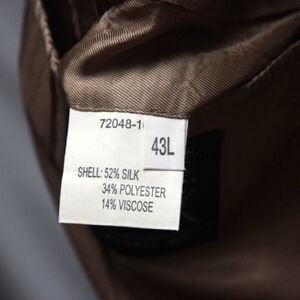 72048-1
43L
SHELL: 52% SILK
34% POLYESTER
14% VISCOSE